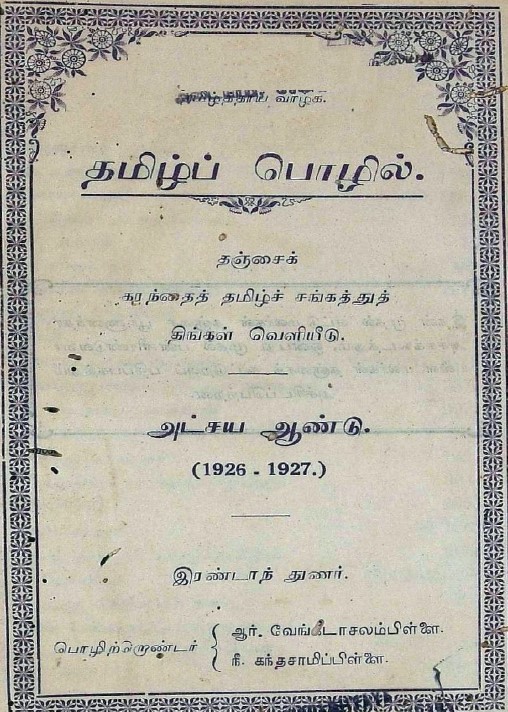 வாழ்க.
தமிழ்ப் பொழில்.
தஞ்சைக்
கரந்தைத் தமிழ்ச் சங்கத்துத்
திங்கள் வெளியீடு.
அட்சய ஆண்டு.
(1926 - 1927.)
இரண்டாந் துணர்.
பொழிற்றொண்டர் { ஆர். வேங்கடாசலம்பிள்ளை.
நீ. கந்தசாமிப்பிள்ளை.